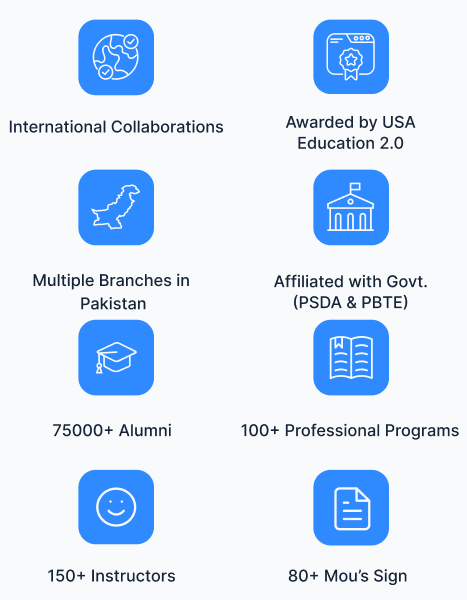 International Collaborations
Awarded by USA
Education 2.0
Multiple Branches in
Pakistan
Affiliated with Govt.
(PSDA & PBTE)
75000+ Alumni
100+ Professional Programs
150+ Instructors
80+ Mou’s Sign